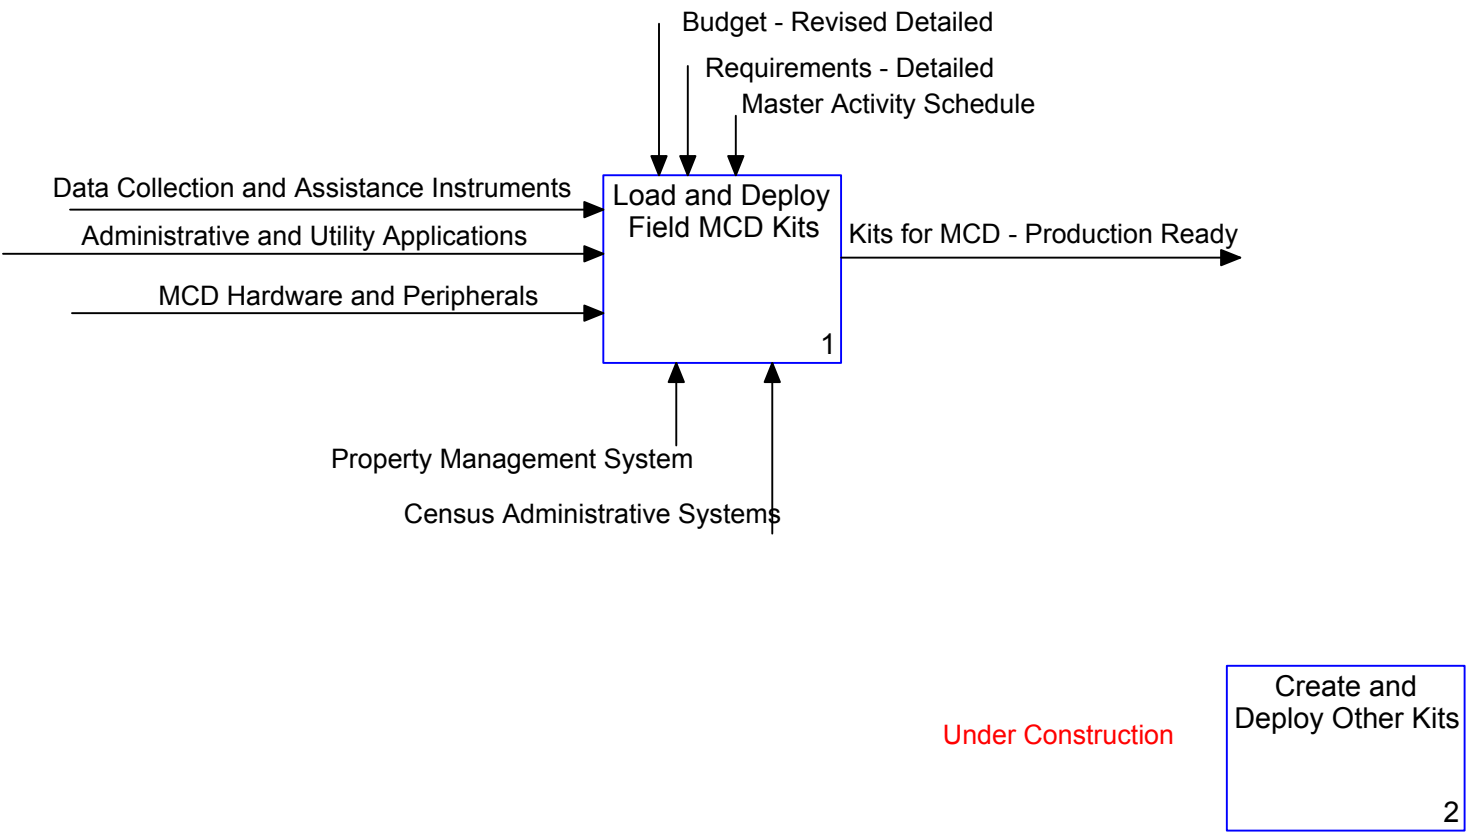 Budget - Revised Detailed
Requirements - Detailed
Master Activity Schedule
Data Collection and Assistance Instruments
Administrative and Utility Applications
MCD Hardware and Peripherals
Load and Deploy
Field MCD Kits
1
Kits for MCD - Production Ready
Property Management System
Census Administrative Systems
Under Construction
Create and
Deploy Other Kits
2